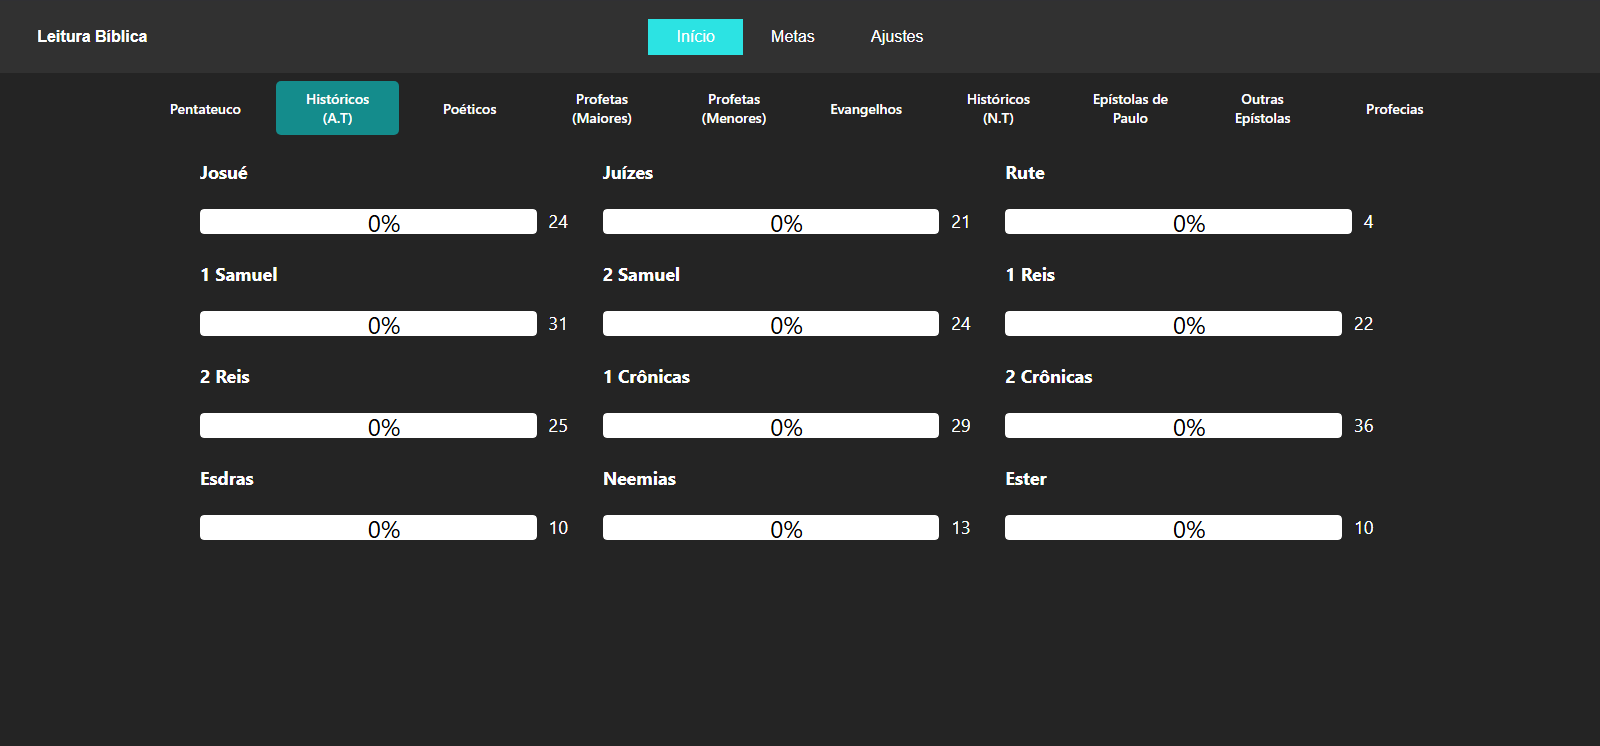 Leitura Bíblica
Início
Metas
Ajustes
Pentateuco
Históricos
(A.T)
Poéticos
Profetas
(Maiores)
Profetas
(Menores)
Evangelhos
Históricos
(N.T)
Epístolas de
Paulo
Outras
Epístolas
Profecias
Josué
0% 24
Juízes
0% 21
Rute
0% 4
1 Samuel
0% 31
2 Samuel
0% 24
1 Reis
0% 22
2 Reis
0% 25
1 Crônicas
0% 29
2 Crônicas
0% 36
Esdras
0% 10
Neemias
0% 13
Ester
0% 10